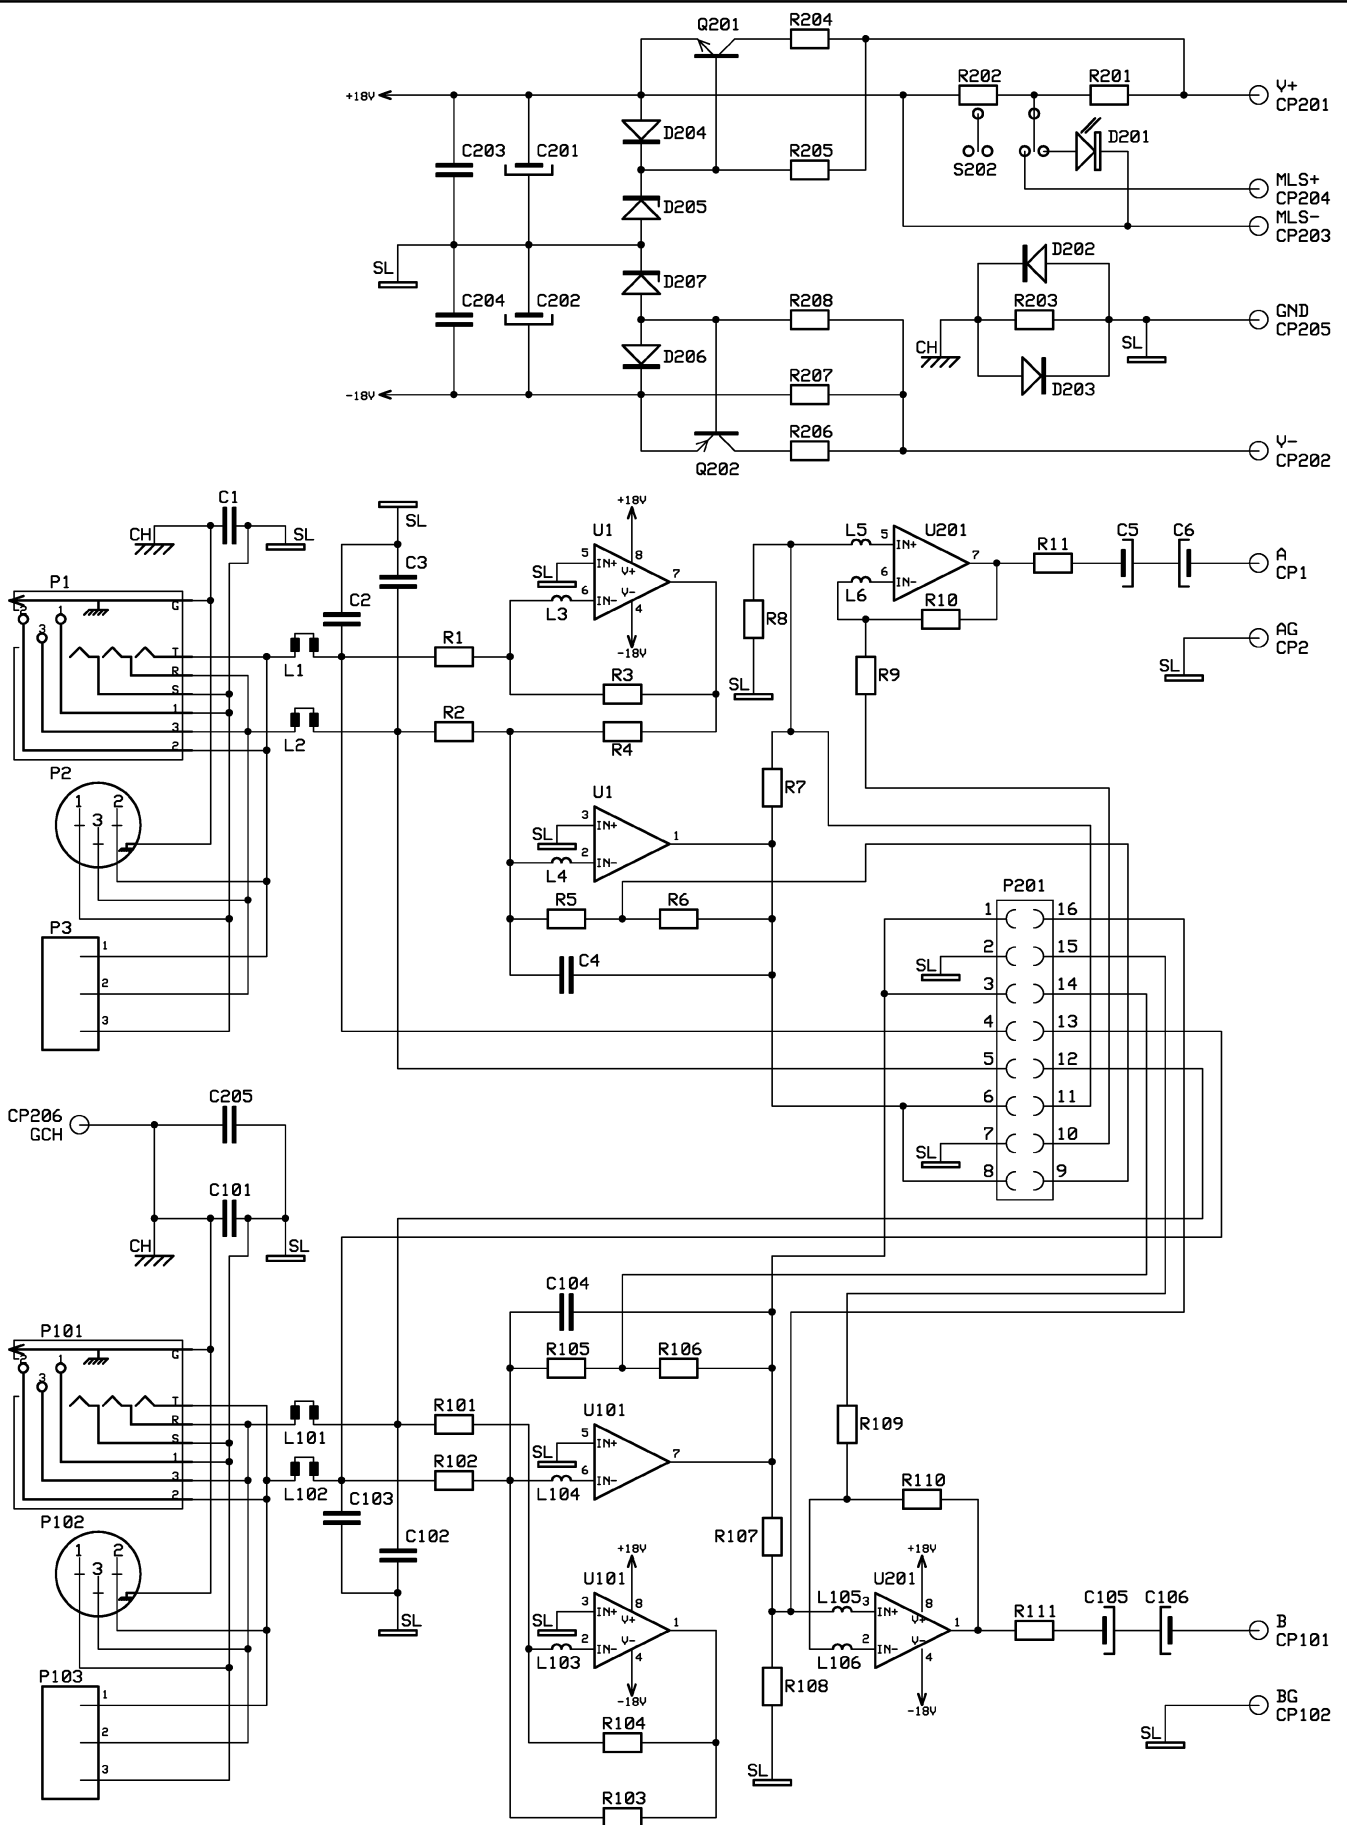 Q201
R204
+18V
R202
R201
V+
CP201
D204
D201
C203
C201
R205
S202
MLS+
CP204
D205
MLS-
CP203
SL
D202
D207
C204
C202
R208
R203
GND
CP205
CH
SL
D206
R207
D203
-18V
R206
V-
CP202
Q202
C1
CH
SL
SL
+18V
U1
L5
5
U201
C5
C6
5
IN+
8
V+
SL
C3
7
IN+
7
R11
A
CP1
P1
6
IN-
V-
4
L3
6
IN-
L6
R10
C2
L2
1
G
3
R8
AG
CP2
T
L1
R1
-18V
SL
R
R3
SL
R9
S
1
3
L2
R2
R4
2
P2
1
2
3
U1
R7
3
IN+
1
SL
2
IN-
L4
P201
R5
R6
1
16
P3
1
2
15
C4
SL
2
3
14
3
4
13
5
12
C205
CP206
GCH
6
11
7
10
SL
8
9
C101
CH
SL
C104
P101
L2
1
G
R105
R106
3
T
R101
U101
R
5
IN+
7
R109
S
L101
SL
1
R102
6
IN-
3
L102
L104
R110
2
C103
P102
C102
R107
1
2
+18V
+18V
3
U101
U201
3
IN+
8
V+
1
L105
3
IN+
8
V+
1
C105
C106
SL
SL
R111
B
CP101
2
IN-
V-
4
2
IN-
V-
4
L103
L106
P103
R108
1
-18V
-18V
BG
CP102
R104
2
SL
3
SL
R103